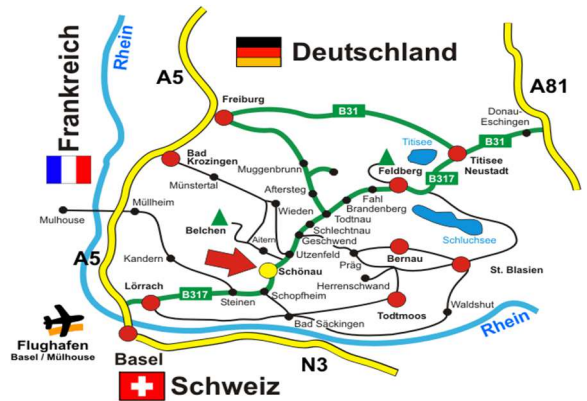 Deutschland
Frankreich
Rhein
A5
A81
Freiburg
B31
Donau-
Eschingen
B31
Titisee
Titisee
Neustadt
B317
Feldberg
Bad
Krozingen
Münstertal
Muggenbrunn
Aftersteg
Wieden
Fahl
Brandenberg
Todtnau
Schlechtnau
Geschwend
Müllheim
Mulhouse
Belchen
Aitern
Utzenfeld
Schluchsee
Präg
Bernau
St. Blasien
Kandern
A5
Schönau
Herrenschwand
Lörrach
B317
Steinen
Schopfheim
Todtmoos
Waldshut
Bad Säckingen
Rhein
Flughafen
Basel / Mülhouse
Basel
N3
Schweiz